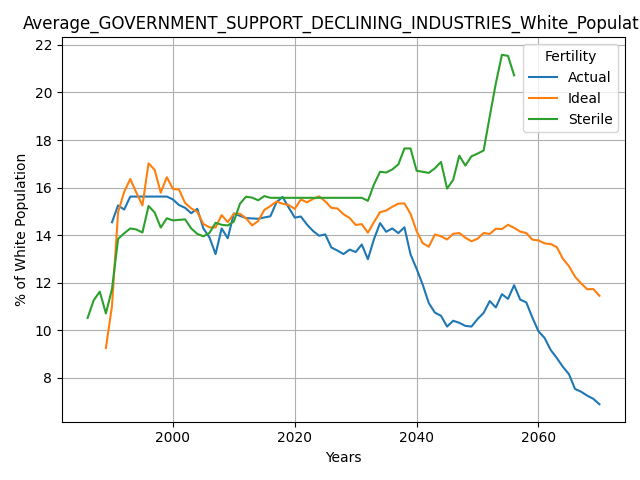 Average_GOVERNMENT_SUPPORT_DECLINING_INDUSTRIES_White_Populat
22
20
18
16
14
12
10
8
% of White Population
Fertility
Actual
Ideal
Sterile
2000
2020
2040
2060
Years